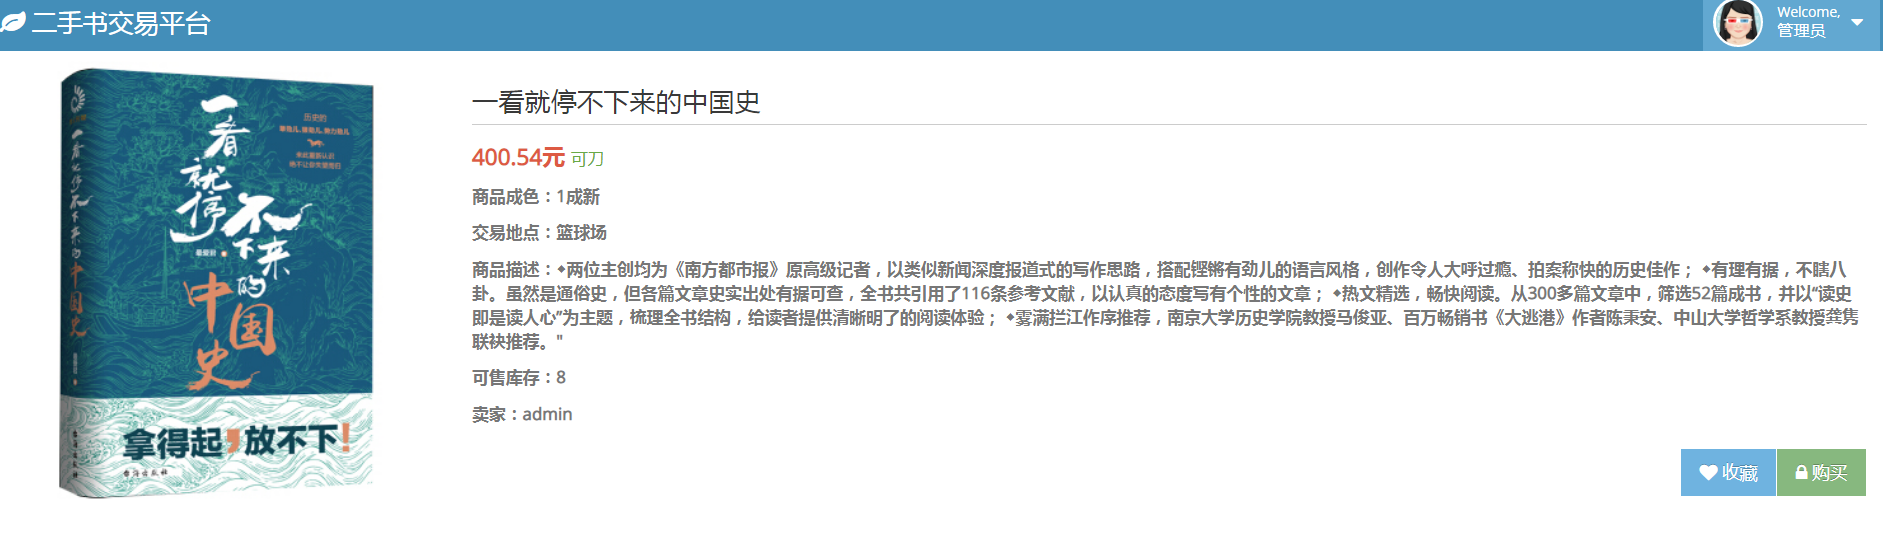 二手书交易平台
Welcome,
管理员
一看就停不下来的中国史
一看就停不下来的中国史
历史的
一看就停不下来的中国史
拿得起，放不下！
台海出版社
台海出版社
400.54元 可刀
商品成色：1成新
交易地点：篮球场
商品描述：◆两位主创均为《南方都市报》原高级记者，以类似新闻深度报道式的写作思路，搭配铿锵有劲儿的语言风格，创作令人大呼过瘾、拍案称快的历史佳作； ◆有理有据，不瞎八
卦。虽然是通俗史，但各篇文章史实出处有据可查，全书共引用了116条参考文献，以认真的态度写有个性的文章； ◆热文精选，畅快阅读。从300多篇文章中，筛选52篇成书，并以“读史
即是读人心”为主题，梳理全书结构，给读者提供清晰明了的阅读体验； ◆雾满拦江作序推荐，南京大学历史学院教授马俊亚、百万畅销书《大逃港》作者陈秉安、中山大学哲学系教授龚隽
联袂推荐。"
可售库存：8
卖家：admin
收藏
购买